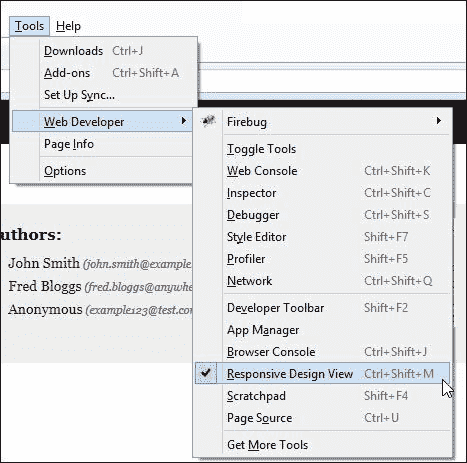 Tools Help
Downloads Ctrl+J
Add-ons Ctrl+Shift+A
Set Up Sync...
Web Developer
Page Info
Options
Firebug
Toggle Tools
Web Console Ctrl+Shift+K
Inspector Ctrl+Shift+C
Debugger Ctrl+Shift+S
Style Editor Shift+F7
Profiler Shift+F5
Network Ctrl+Shift+Q
Developer Toolbar Shift+F2
App Manager
Browser Console Ctrl+Shift+J
Responsive Design View Ctrl+Shift+M
Scratchpad Shift+F4
Page Source Ctrl+U
Get More Tools
uthors:
John Smith (john.smith@example
Fred Bloggs (fred.bloggs@anywhe
Anonymous (example123@test.co